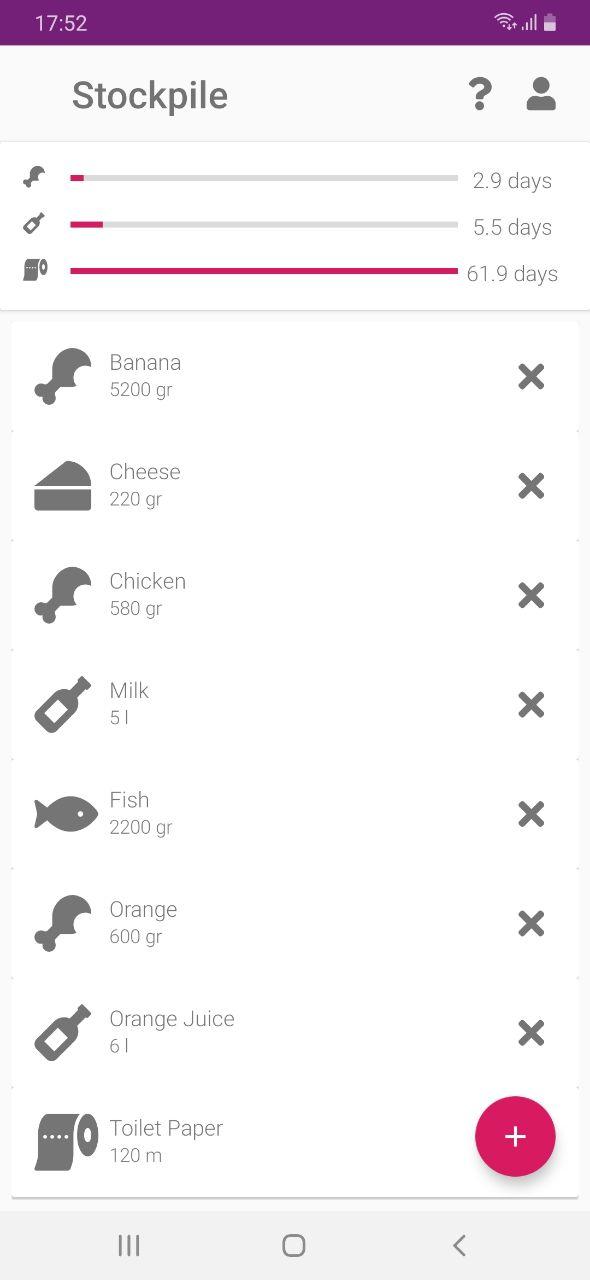 17:52
Stockpile
2.9 days
5.5 days
61.9 days
Banana
5200 gr
Cheese
220 gr
Chicken
580 gr
Milk
5 l
Fish
2200 gr
Orange
600 gr
Orange Juice
6 l
Toilet Paper
120 m